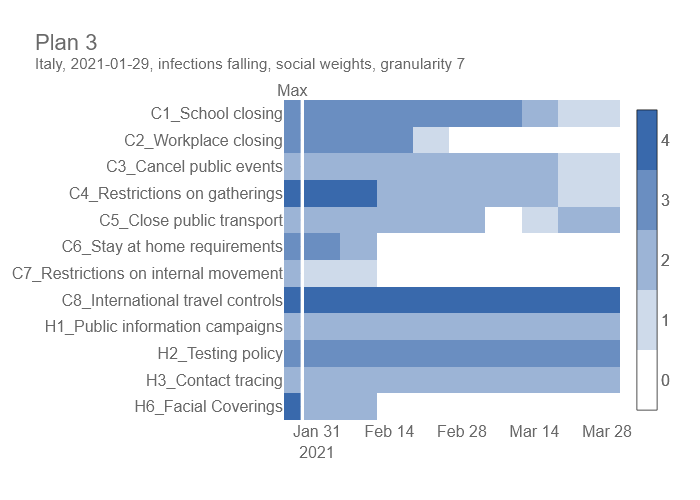 Plan 3
Italy, 2021-01-29, infections falling, social weights, granularity 7
Max
C1_School closing
C2_Workplace closing
C3_Cancel public events
C4_Restrictions on gatherings
C5_Close public transport
C6_Stay at home requirements
C7_Restrictions on internal movement
C8_International travel controls
H1_Public information campaigns
H2_Testing policy
H3_Contact tracing
H6_Facial Coverings
Jan 31 Feb 14 Feb 28 Mar 14 Mar 28
2021
4
3
2
1
0